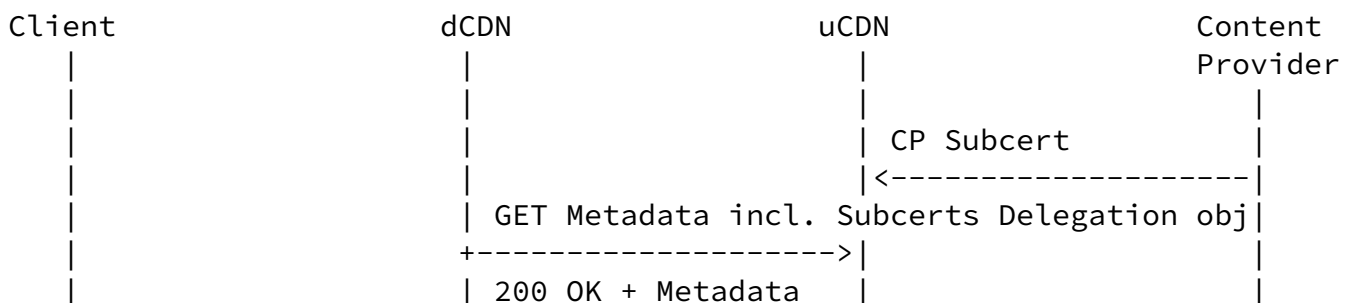 Client dCDN uCDN Content
| | | Provider
| | | |
| | | CP Subcert |
| | |<-------------------|
| | GET Metadata incl. Subcerts Delegation obj|
| +-------------------->| |
| | 200 OK + Metadata | |